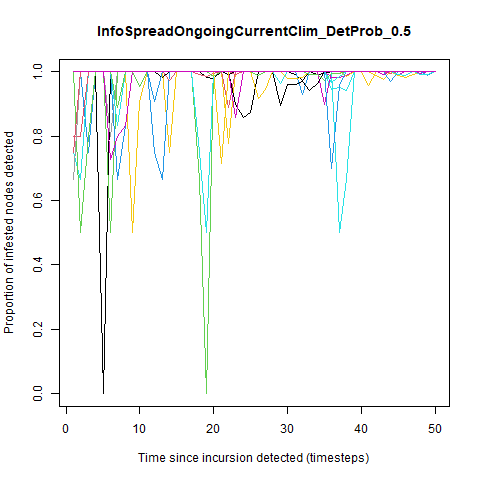 InfoSpreadOngoingCurrentClim_DetProb_0.5
Proportion of infested nodes detected
1.0
0.8
0.6
0.4
0.2
0.0
0 10 20 30 40 50
Time since incursion detected (timesteps)